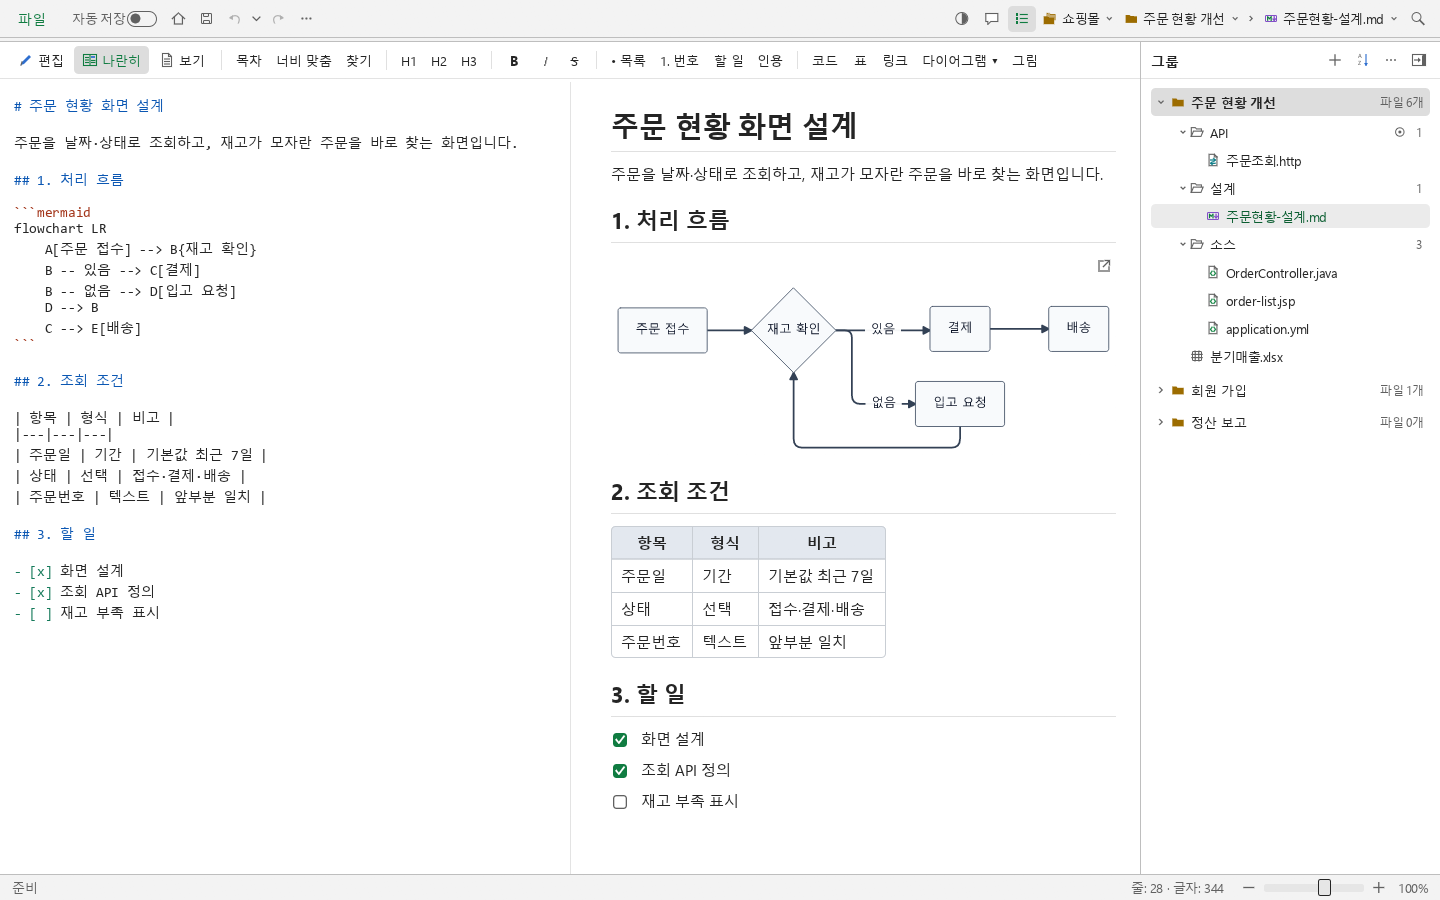 파일 자동 저장 쇼핑몰 주문 현황 개선 주문현황-설계.md
편집 나란히 보기 목차 너비 맞춤 찾기 H1 H2 H3 B I S • 목록 1. 번호 할 일 인용 코드 표 링크 다이어그램 ▾ 그림
# 주문 현황 화면 설계
주문을 날짜·상태로 조회하고, 재고가 모자란 주문을 바로 찾는 화면입니다.
## 1. 처리 흐름
```mermaid
flowchart LR
    A[주문 접수] --> B{재고 확인}
    B -- 있음 --> C[결제]
    B -- 없음 --> D[입고 요청]
    D --> B
    C --> E[배송]
```
## 2. 조회 조건
| 항목 | 형식 | 비고 |
|---|---|---|
| 주문일 | 기간 | 기본값 최근 7일 |
| 상태 | 선택 | 접수·결제·배송 |
| 주문번호 | 텍스트 | 앞부분 일치 |
## 3. 할 일
- [x] 화면 설계
- [x] 조회 API 정의
- [ ] 재고 부족 표시
주문 현황 화면 설계
주문을 날짜·상태로 조회하고, 재고가 모자란 주문을 바로 찾는 화면입니다.
1. 처리 흐름
주문 접수 재고 확인 있음 결제 배송
없음 입고 요청
2. 조회 조건
항목 형식 비고
주문일 기간 기본값 최근 7일
상태 선택 접수·결제·배송
주문번호 텍스트 앞부분 일치
3. 할 일
화면 설계
조회 API 정의
재고 부족 표시
그룹
주문 현황 개선 파일 6개
API 1
주문조회.http
설계 1
주문현황-설계.md
소스 3
OrderController.java
order-list.jsp
application.yml
분기매출.xlsx
회원 가입 파일 1개
정산 보고 파일 0개
준비 줄: 28 · 글자: 344 100%